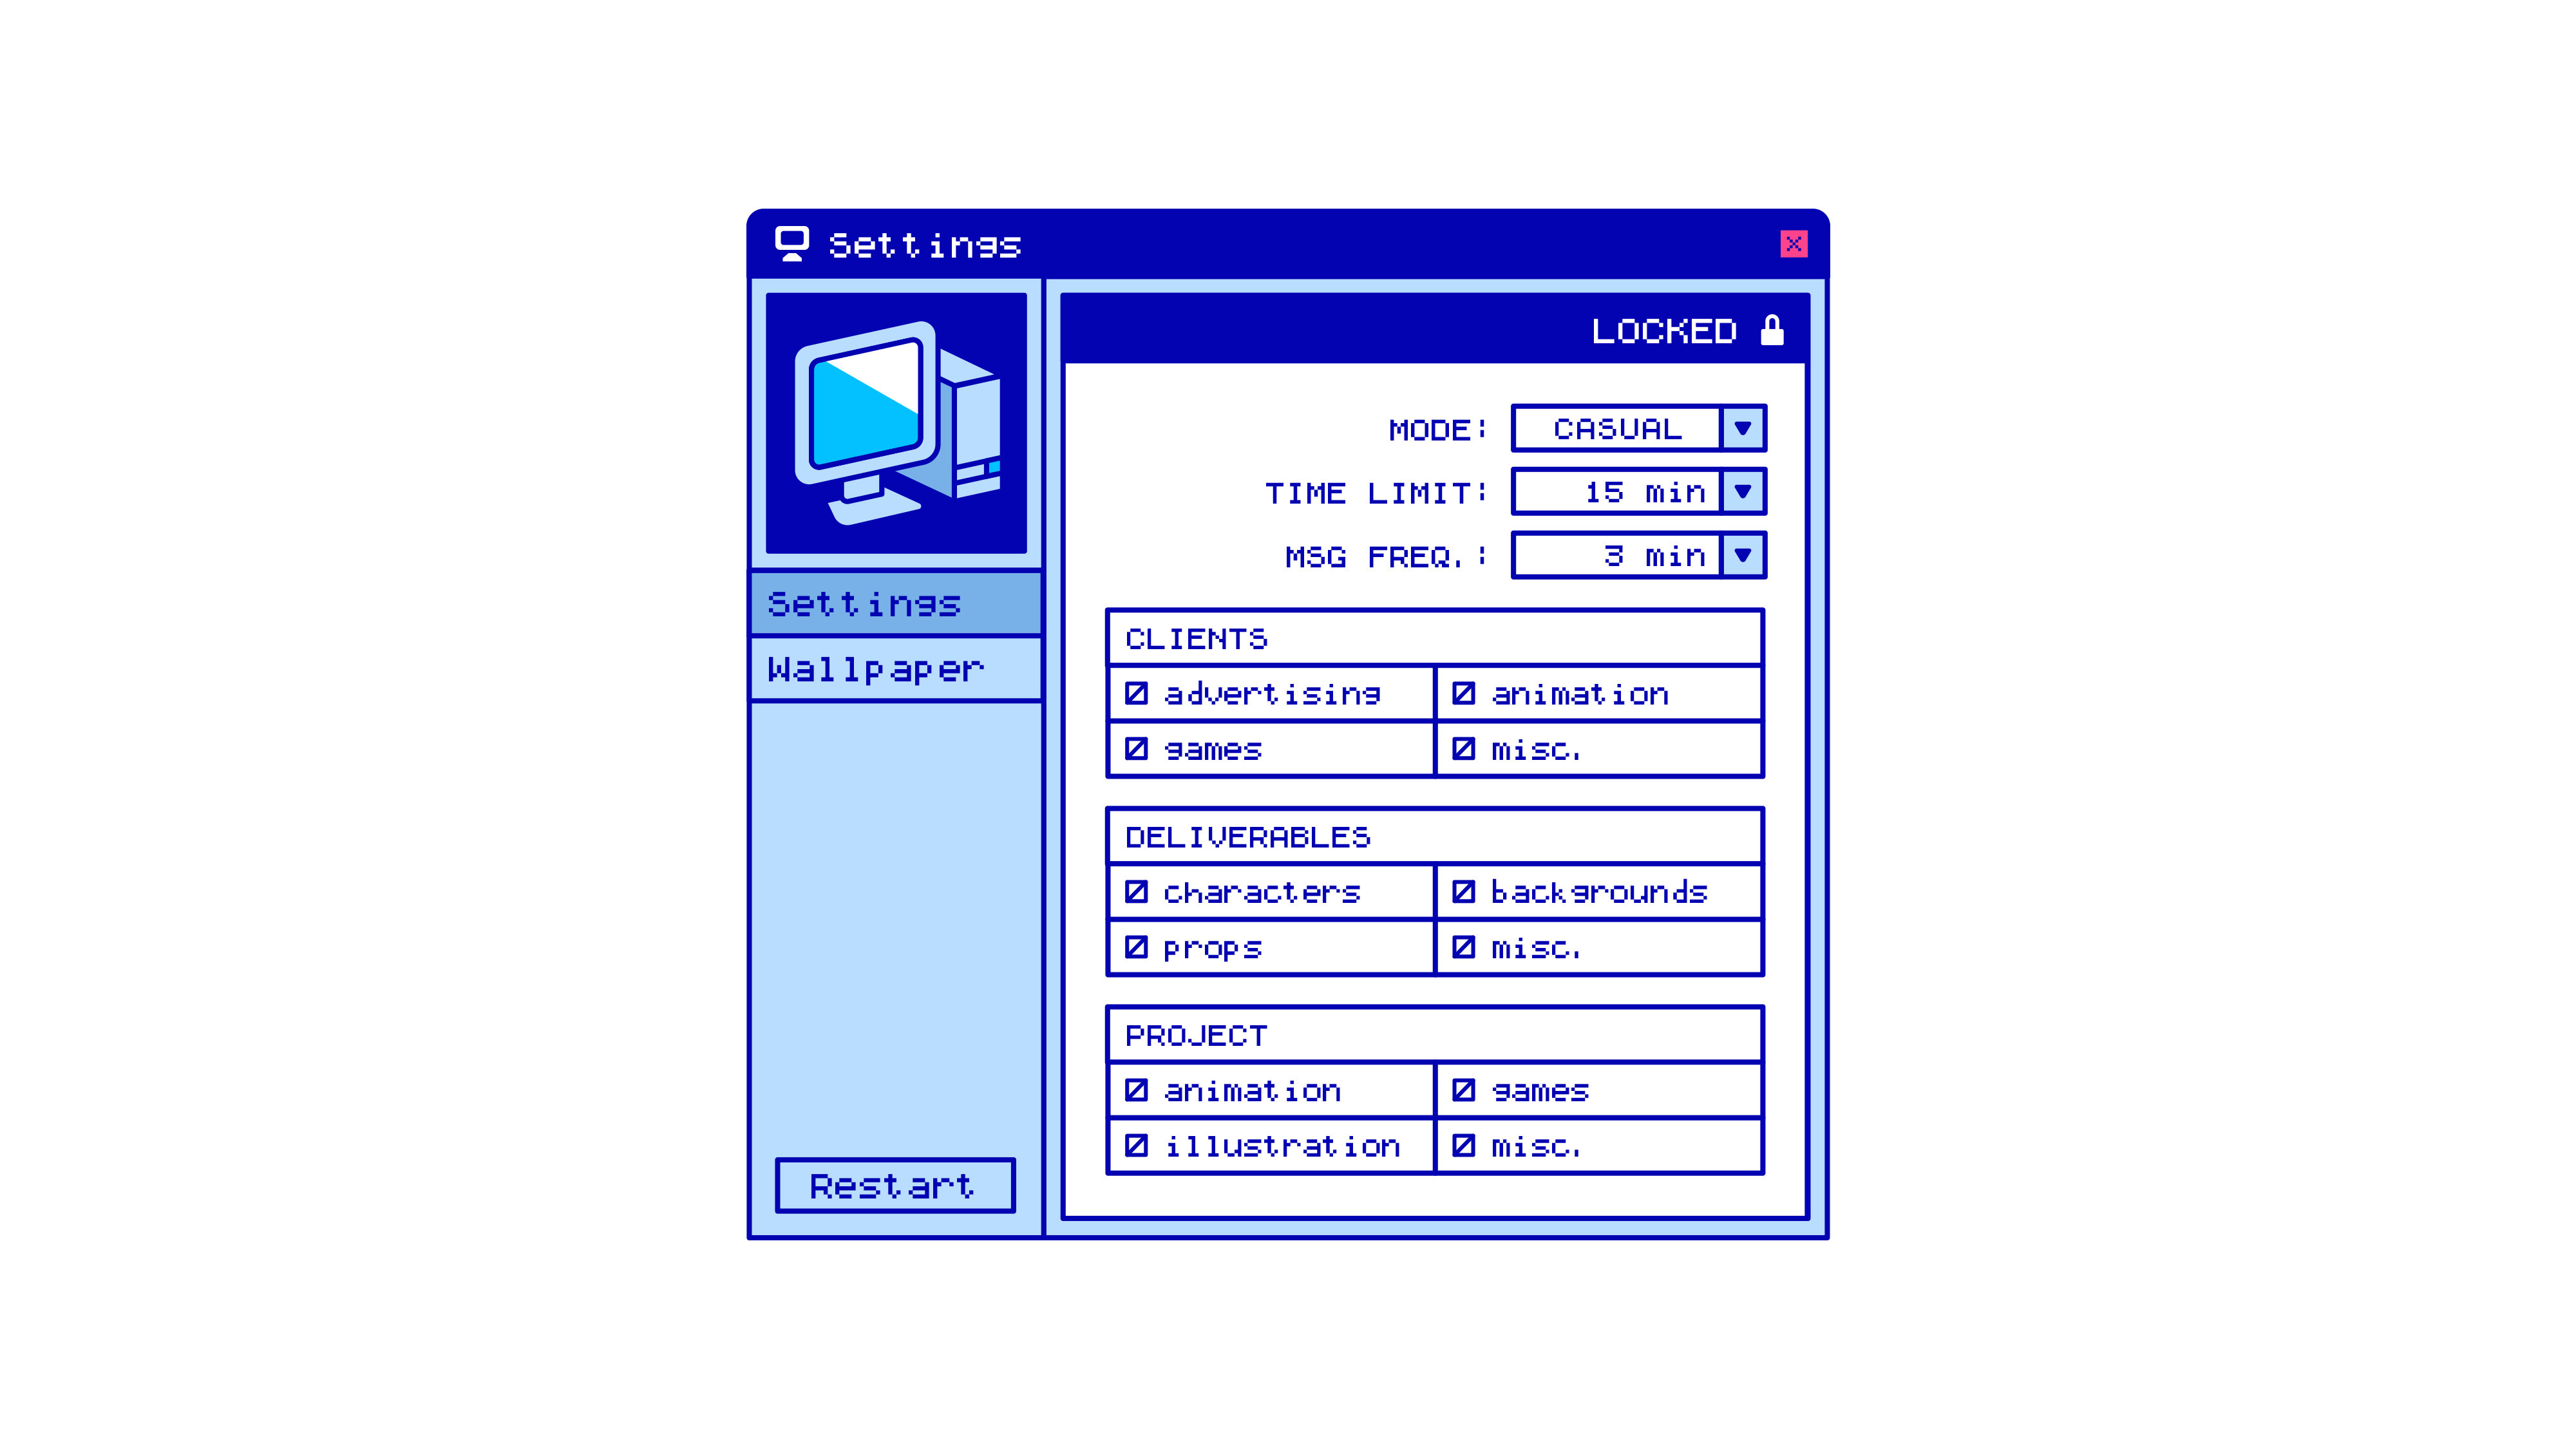 Settings
LOCKED
MODE: CASUAL
TIME LIMIT: 15 min
MSG FREQ.: 3 min
Settings
Wallpaper
Restart
CLIENTS
advertising animation
games misc.
DELIVERABLES
characters backgrounds
props misc.
PROJECT
animation games
illustration misc.